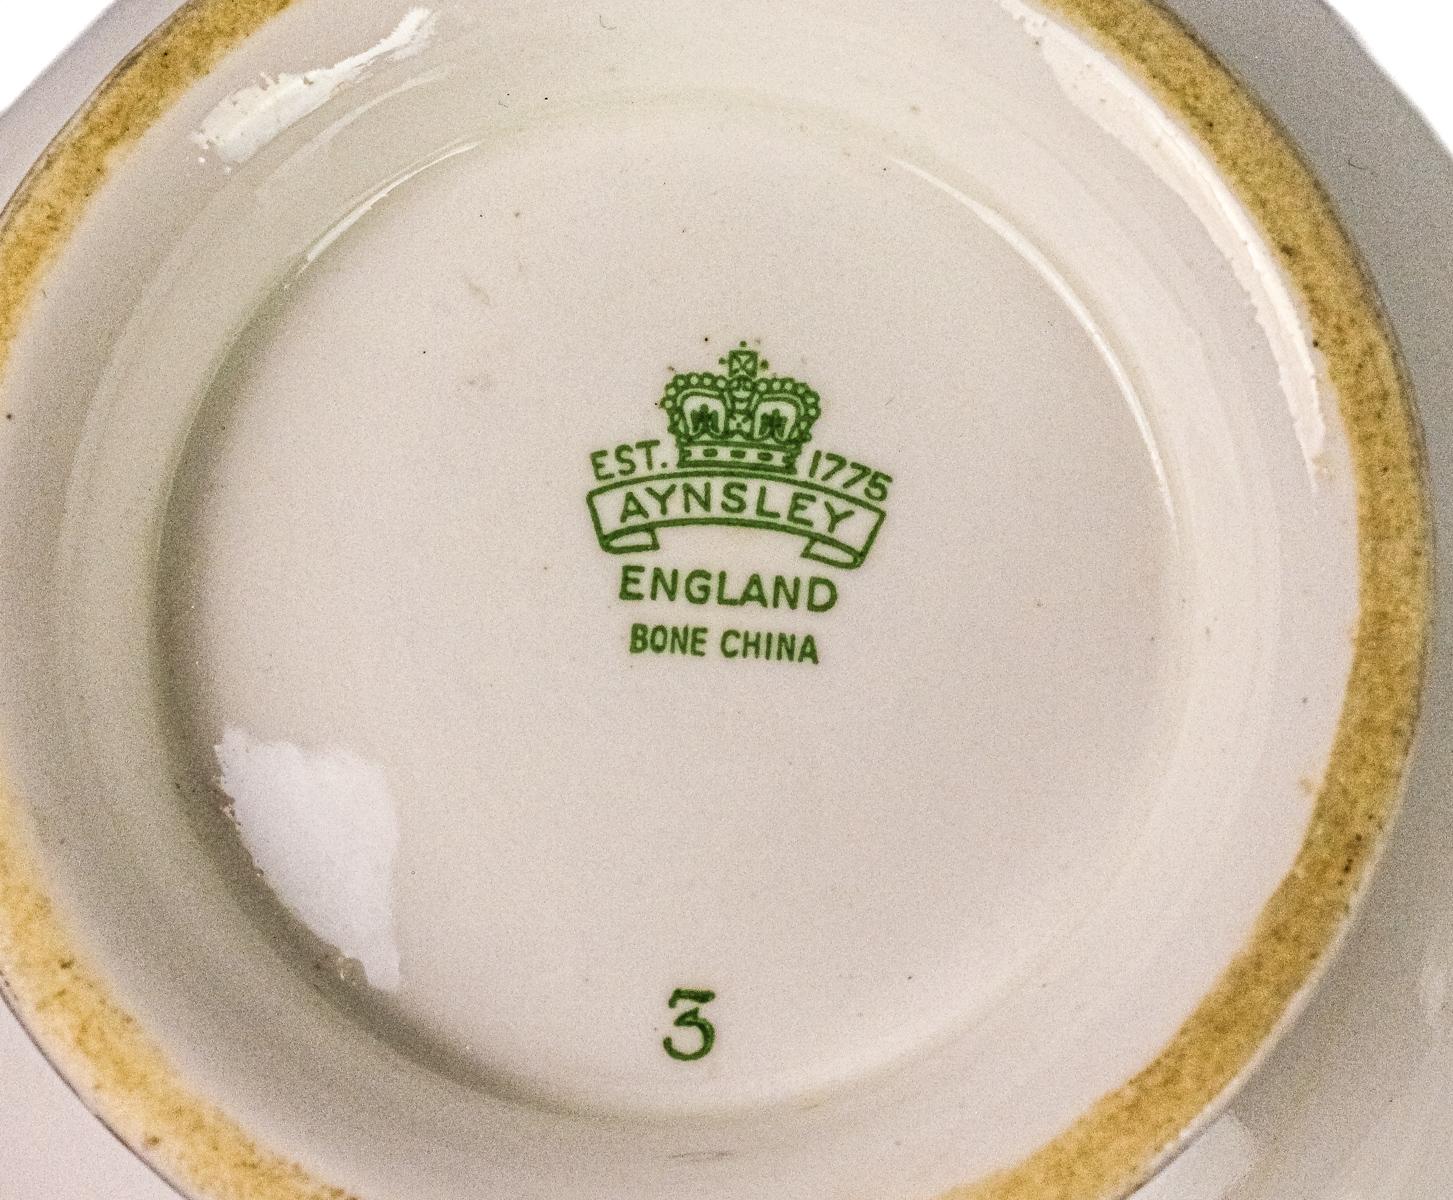 EST. 1775
AYNSLEY
ENGLAND
BONE CHINA
3